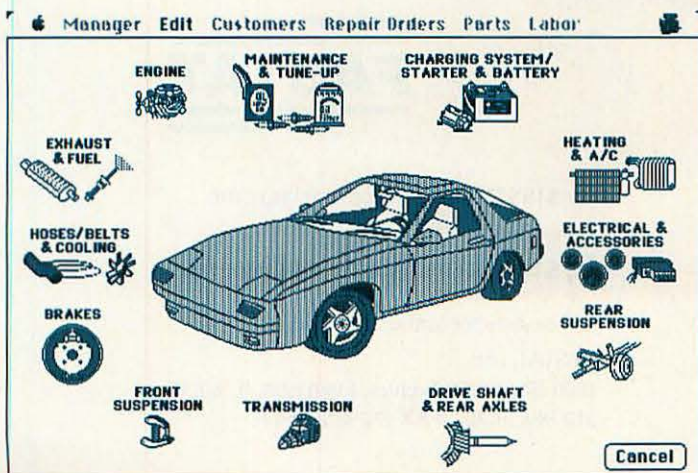 Manager Edit Customers Repair Orders Parts Labor
ENGINE
MAINTENANCE
& TUNE-UP
CHARGING SYSTEM/
STARTER & BATTERY
EXHAUST
& FUEL
HEATING
& A/C
HOSES/BELTS
& COOLING
ELECTRICAL &
ACCESSORIES
BRAKES
REAR
SUSPENSION
FRONT
SUSPENSION
TRANSMISSION
DRIVE SHAFT
& REAR AXLES
Cancel